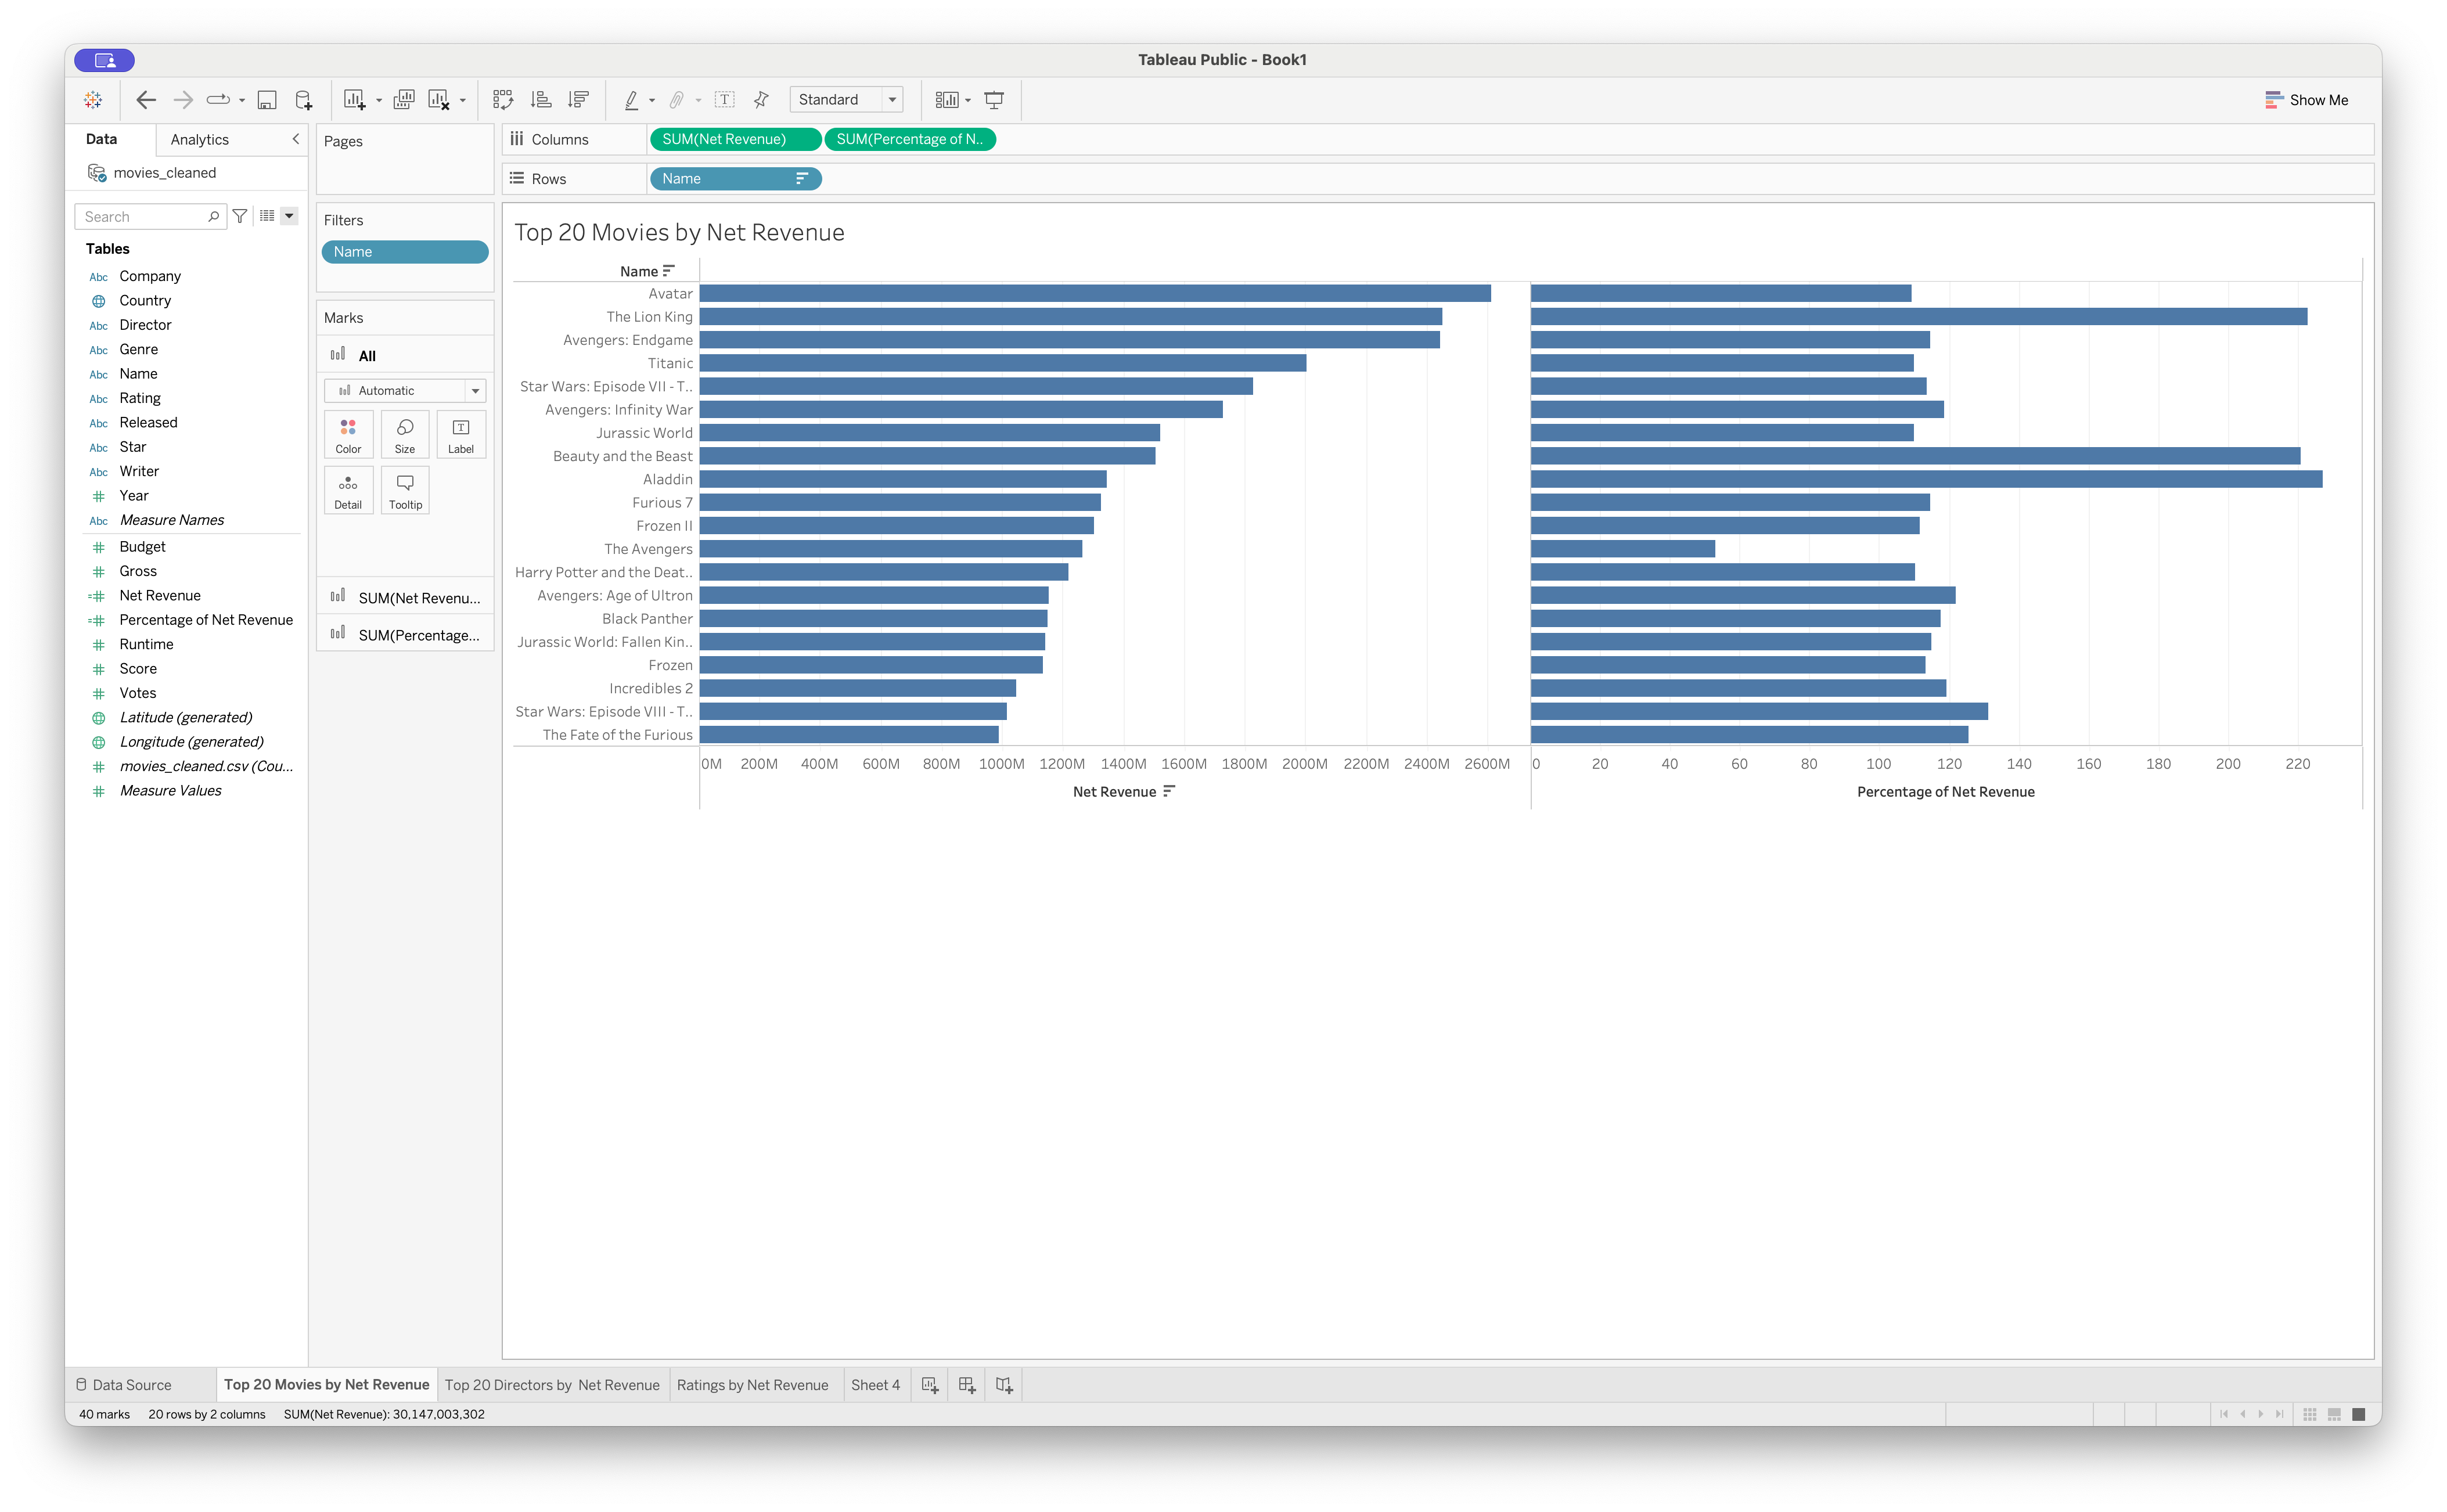 Tableau Public - Book1
Standard
Show Me
Data
Analytics
movies_cleaned
Search
Tables
Abc Company
Country
Abc Director
Abc Genre
Abc Name
Abc Rating
Abc Released
Abc Star
Abc Writer
Year
Abc Measure Names
Budget
Gross
Net Revenue
Percentage of Net Revenue
Runtime
Score
Votes
Latitude (generated)
Longitude (generated)
movies_cleaned.csv (Cou...
Measure Values
Pages
Filters
Name
Marks
All
Automatic
Color
Size
Label
Detail
Tooltip
SUM(Net Revenu...
SUM(Percentage...
Columns
SUM(Net Revenue)
SUM(Percentage of N..
Rows
Name
Top 20 Movies by Net Revenue
Name
Avatar
The Lion King
Avengers: Endgame
Titanic
Star Wars: Episode VII - T..
Avengers: Infinity War
Jurassic World
Beauty and the Beast
Aladdin
Furious 7
Frozen II
The Avengers
Harry Potter and the Deat..
Avengers: Age of Ultron
Black Panther
Jurassic World: Fallen Kin..
Frozen
Incredibles 2
Star Wars: Episode VIII - T..
The Fate of the Furious
0M 200M 400M 600M 800M 1000M 1200M 1400M 1600M 1800M 2000M 2200M 2400M 2600M
Net Revenue
0 20 40 60 80 100 120 140 160 180 200 220
Percentage of Net Revenue
Data Source
Top 20 Movies by Net Revenue
Top 20 Directors by Net Revenue
Ratings by Net Revenue
Sheet 4
40 marks
20 rows by 2 columns
SUM(Net Revenue): 30,147,003,302